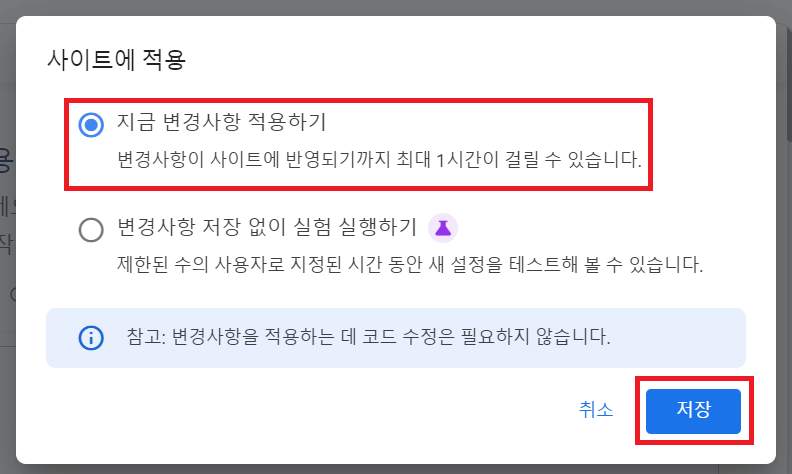 사이트에 적용
지금 변경사항 적용하기
변경사항이 사이트에 반영되기까지 최대 1시간이 걸릴 수 있습니다.
변경사항 저장 없이 실험 실행하기
제한된 수의 사용자로 지정된 시간 동안 새 설정을 테스트해 볼 수 있습니다.
참고: 변경사항을 적용하는 데 코드 수정은 필요하지 않습니다.
취소
저장